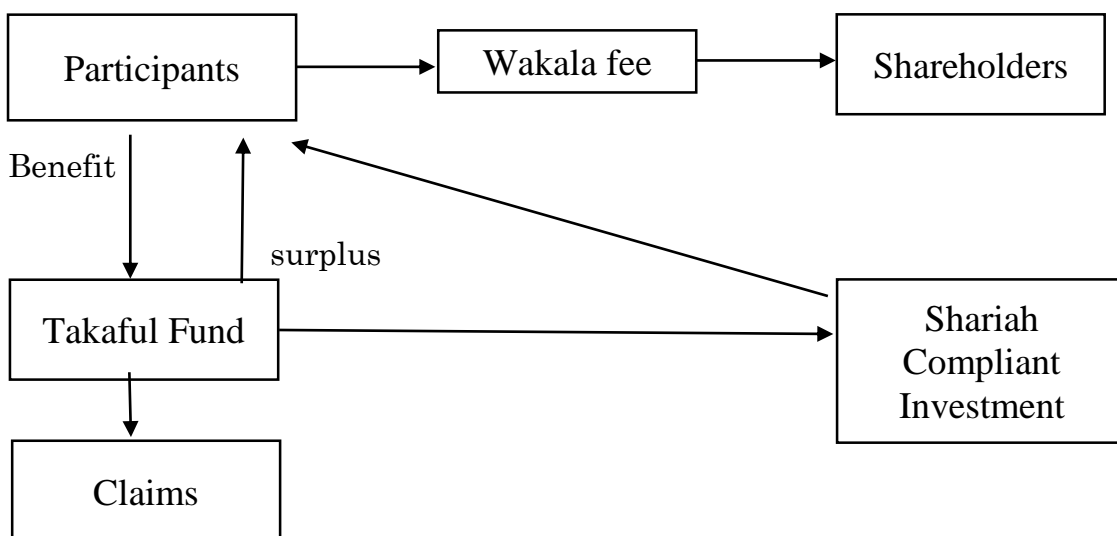 Participants
Wakala fee
Shareholders
Benefit
surplus
Takaful Fund
Shariah
Compliant
Investment
Claims